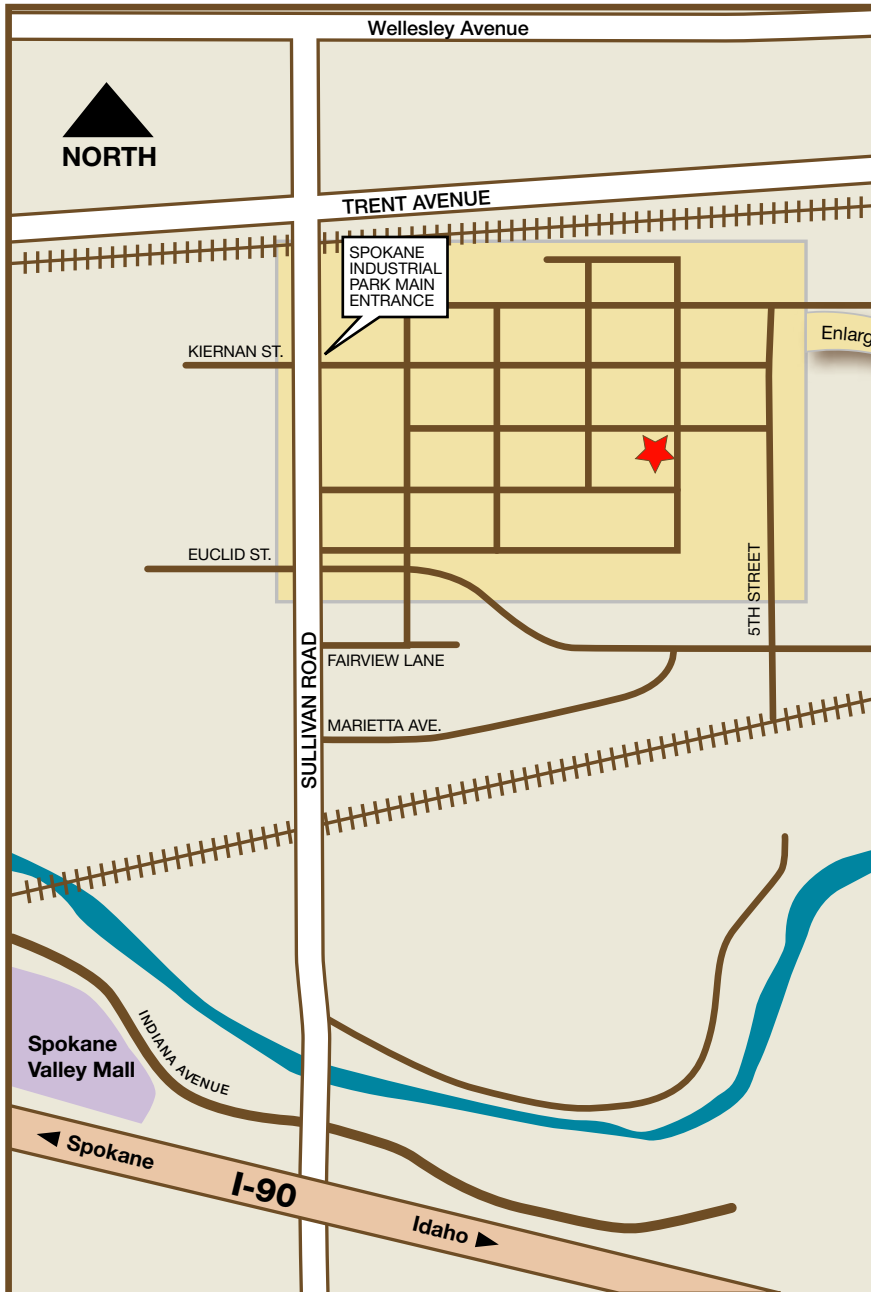 Wellesley Avenue
NORTH
TRENT AVENUE
SPOKANE
INDUSTRIAL
PARK MAIN
ENTRANCE
Enlarg
KIERNAN ST.
EUCLID ST.
5TH STREET
SULLIVAN ROAD
FAIRVIEW LANE
MARIETTA AVE.
INDIANA AVENUE
Spokane
Valley Mall
◄ Spokane
I-90
Idaho ►